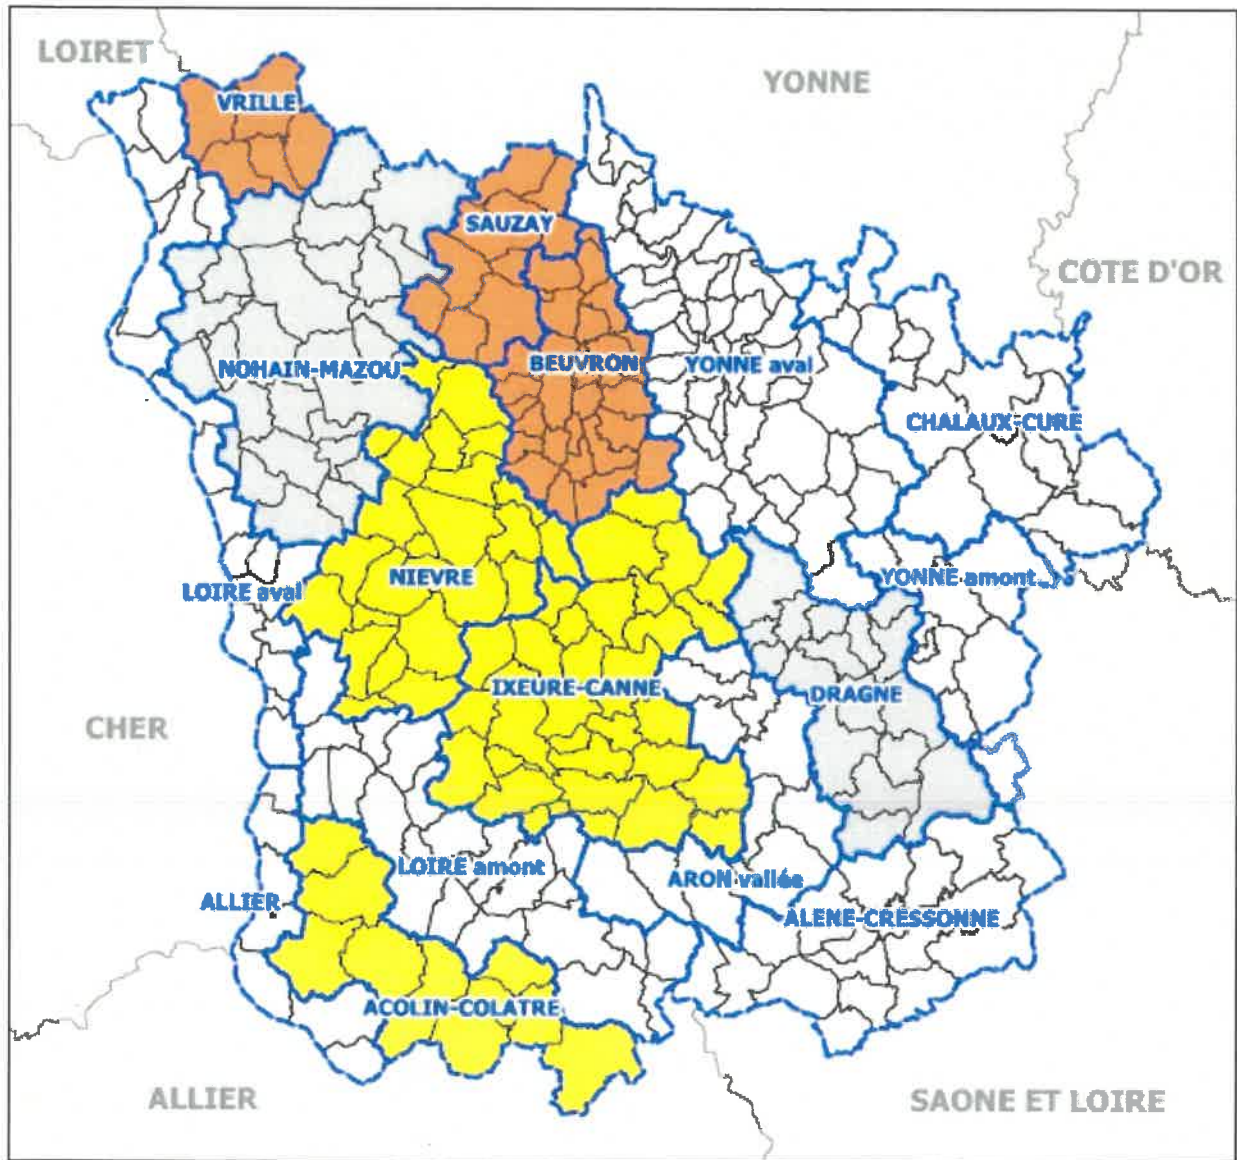 LOIRET
YONNE
VRILLE
SAUZAY
COTE D'OR
NOHAIN-MAZOU
BEUVRON
YONNE aval
CHALAUX-CURE
NIEVRE
YONNE amont
LOIRE aval
IXEURE-CANNE
DRAGNE
CHER
LOIRE amont
ARON vallée
ALLIER
ALENE-CRESSONNE
ACOLIN-COLATRE
ALLIER
SAONE ET LOIRE